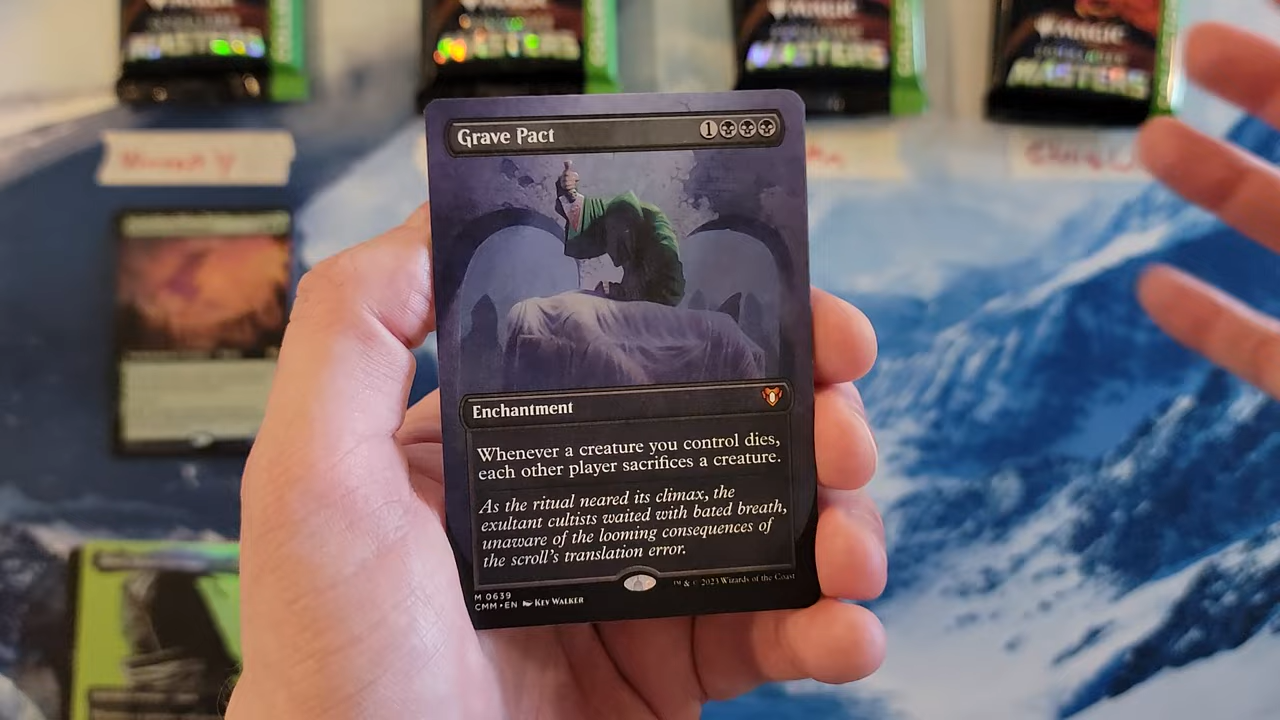 MAGIC
MASTERS
MAGIC
MASTERS
MAGIC
MASTERS
MAGIC
MASTERS
Grave Pact
1
Enchantment
Whenever a creature you control dies,
each other player sacrifices a creature.
As the ritual neared its climax, the
exultant cultists waited with bated breath,
unaware of the looming consequences of
the scroll's translation error.
M 0639
CMM • EN Kev Walker
™ & © 2023 Wizards of the Coast